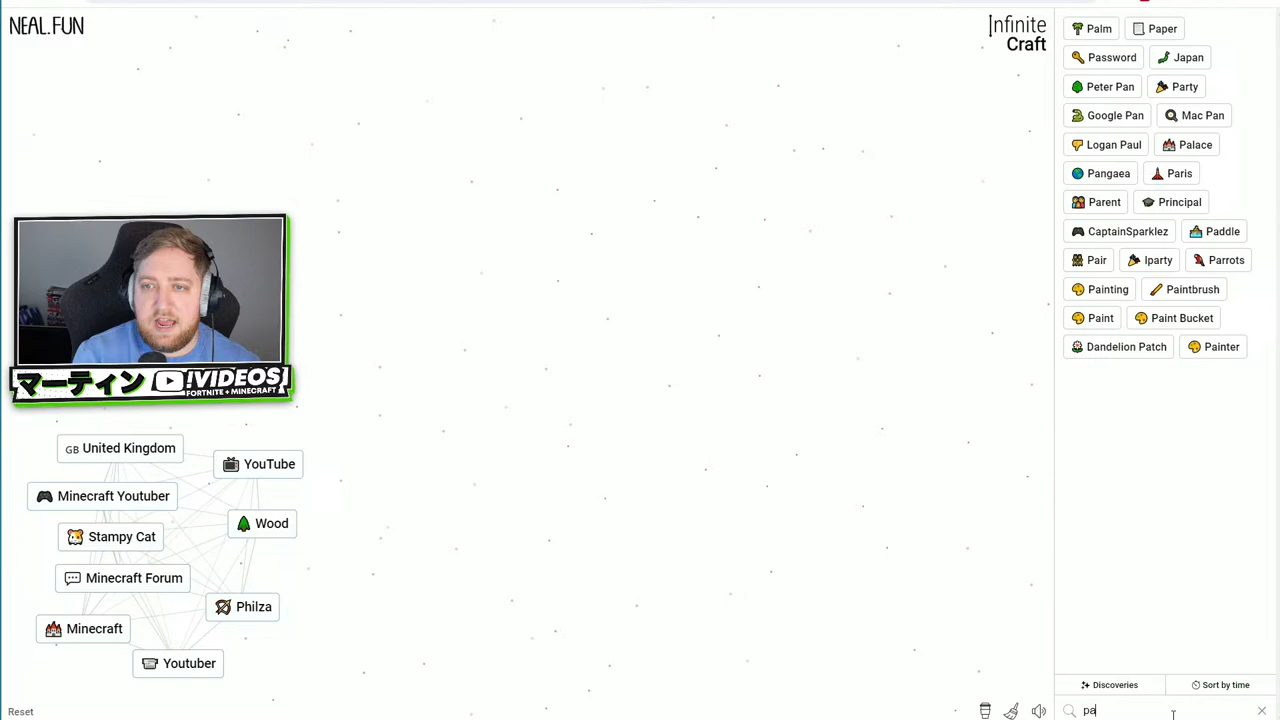 NEAL.FUN
Infinite
Craft
マーティン
!VIDEOS
FORTNITE + MINECRAFT
GB United Kingdom
YouTube
Minecraft Youtuber
Wood
Stampy Cat
Minecraft Forum
Philza
Minecraft
Youtuber
Reset
Palm Paper
Password Japan
Peter Pan Party
Google Pan Mac Pan
Logan Paul Palace
Pangaea Paris
Parent Principal
CaptainSparklez Paddle
Pair Iparty Parrots
Painting Paintbrush
Paint Paint Bucket
Dandelion Patch Painter
Discoveries Sort by time
pa